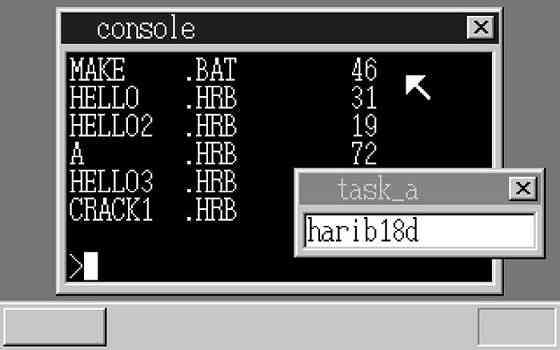 console
MAKE .BAT 46
HELLO .HRB 31
HELLO2 .HRB 19
A .HRB 72
HELLO3 .HRB
CRACK1 .HRB
>
task_a
harib18d